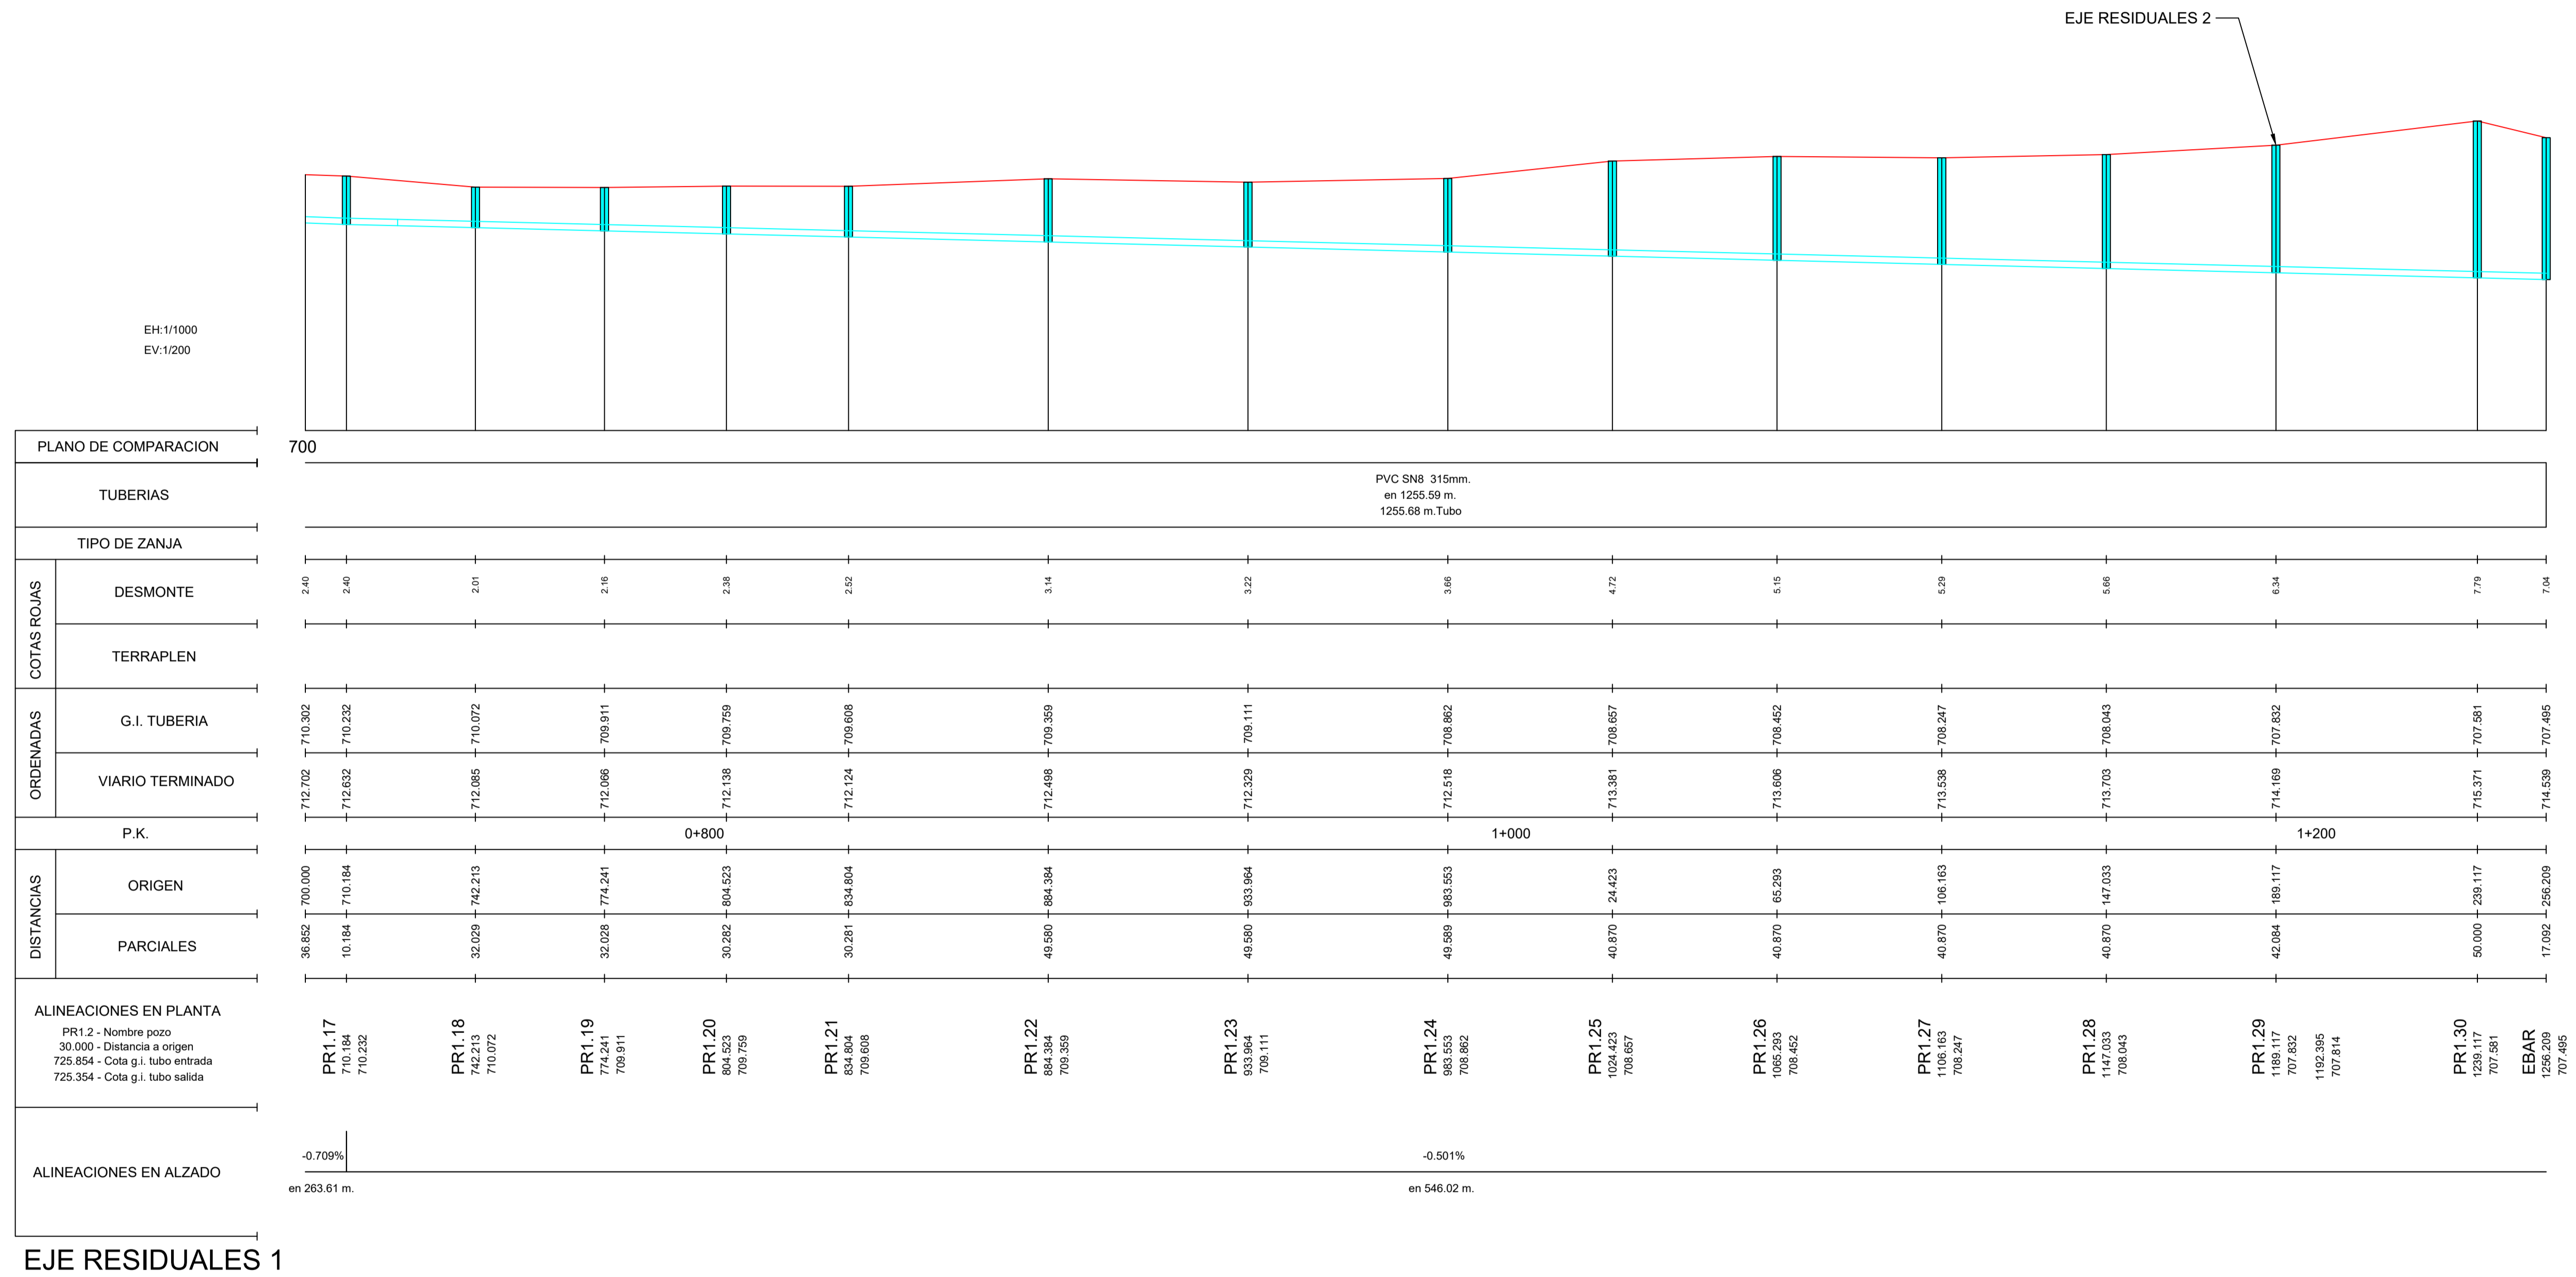 EJE RESIDUALES 2
EH:1/1000
EV:1/200
PLANO DE COMPARACION
700
TUBERIAS
PVC SN8 315mm.
en 1255.59 m.
1255.68 m.Tubo
TIPO DE ZANJA
COTAS ROJAS
DESMONTE
2.40 2.40 2.01 2.16 2.38 2.52 3.14 3.22 3.66 4.72 5.15 5.29 5.66 6.34 7.79 7.04
TERRAPLEN
ORDENADAS
G.I. TUBERIA
710.302 710.232 710.072 709.911 709.759 709.608 709.359 709.111 708.862 708.657 708.452 708.247 708.043 707.832 707.581 707.495
VIARIO TERMINADO
712.702 712.632 712.085 712.066 712.138 712.124 712.498 712.329 712.518 713.381 713.606 713.538 713.703 714.169 715.371 714.539
P.K.
0+800 1+000 1+200
DISTANCIAS
ORIGEN
700.000 710.184 742.213 774.241 804.523 834.804 884.384 933.964 983.553 24.423 65.293 106.163 147.033 189.117 239.117 256.209
PARCIALES
36.852 10.184 32.029 32.028 30.282 30.281 49.580 49.580 49.589 40.870 40.870 40.870 40.870 42.084 50.000 17.092
ALINEACIONES EN PLANTA
PR1.2 - Nombre pozo
30.000 - Distancia a origen
725.854 - Cota g.i. tubo entrada
725.354 - Cota g.i. tubo salida
PR1.17
710.184
710.232
PR1.18
742.213
710.072
PR1.19
774.241
709.911
PR1.20
804.523
709.759
PR1.21
834.804
709.608
PR1.22
884.384
709.359
PR1.23
933.964
709.111
PR1.24
983.553
708.862
PR1.25
1024.423
708.657
PR1.26
1065.293
708.452
PR1.27
1106.163
708.247
PR1.28
1147.033
708.043
PR1.29
1189.117
707.832
1192.395
707.814
PR1.30
1239.117
707.581
EBAR
1256.209
707.495
ALINEACIONES EN ALZADO
-0.709%
en 263.61 m.
-0.501%
en 546.02 m.
EJE RESIDUALES 1